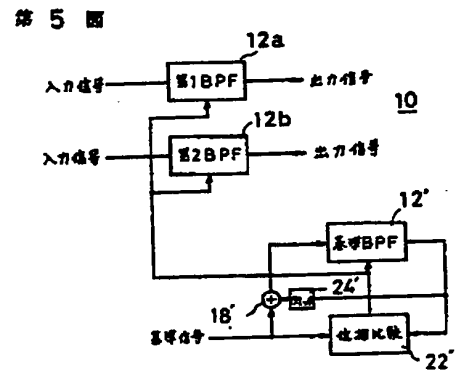 第5図
12a
入力信号
第1BPF
出力信号
10
12b
入力信号
第2BPF
出力信号
12'
基準BPF
24'
18'
基準信号
位相比較
22'